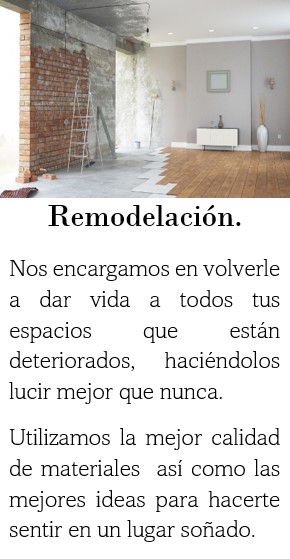 Remodelación.
Nos encargamos en volverle
a dar vida a todos tus
espacios que están
deteriorados, haciéndolos
lucir mejor que nunca.
Utilizamos la mejor calidad
de materiales así como las
mejores ideas para hacerte
sentir en un lugar soñado.